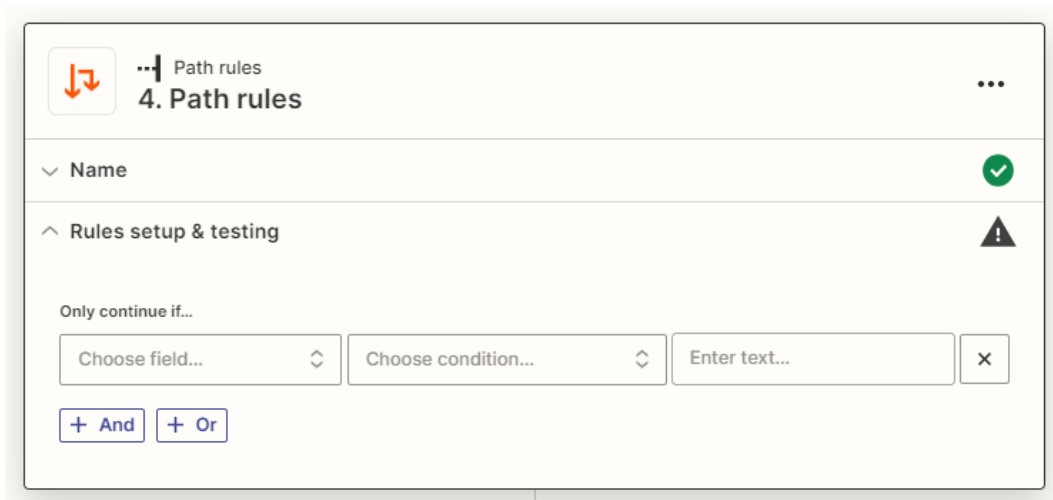 Path rules
4. Path rules
Name
Rules setup & testing
Only continue if...
Choose field... Choose condition... Enter text...
+ And + Or